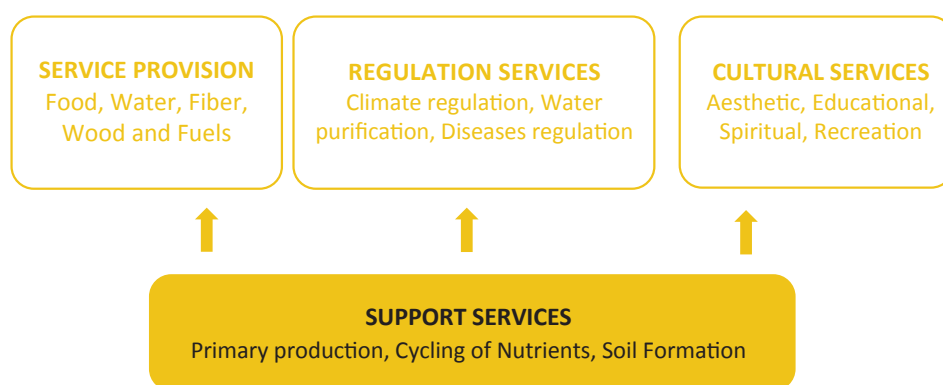 SERVICE PROVISION
Food, Water, Fiber,
Wood and Fuels
REGULATION SERVICES
Climate regulation, Water
purification, Diseases regulation
CULTURAL SERVICES
Aesthetic, Educational,
Spiritual, Recreation
SUPPORT SERVICES
Primary production, Cycling of Nutrients, Soil Formation